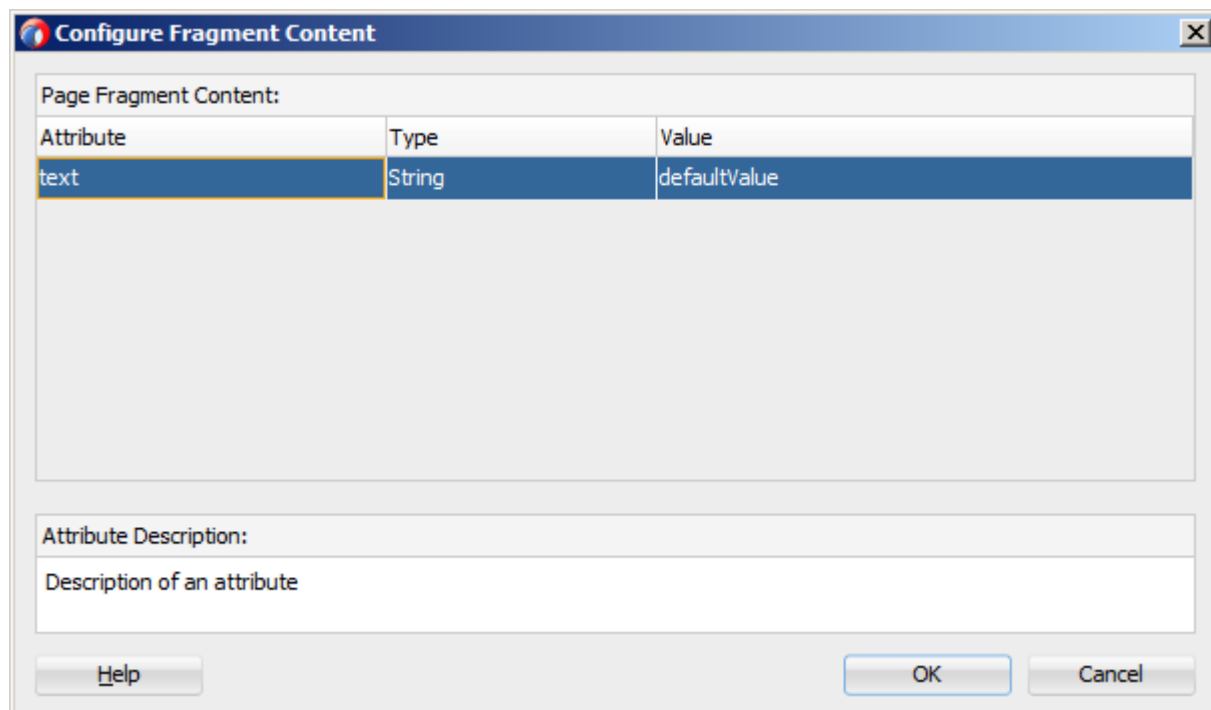 Configure Fragment Content
Page Fragment Content:
Attribute Type Value
text String defaultValue
Attribute Description:
Description of an attribute
Help OK Cancel